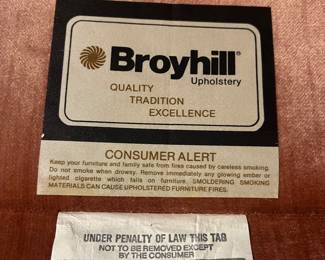 Broyhill®
Upholstery
QUALITY
TRADITION
EXCELLENCE
CONSUMER ALERT
Keep your furniture and family safe from fires caused by careless smoking.
Do not smoke when drowsy. Remove immediately any glowing ember or
lighted cigarette which falls on furniture. SMOLDERING SMOKING
MATERIALS CAN CAUSE UPHOLSTERED FURNITURE FIRES.
UNDER PENALTY OF LAW THIS TAG
NOT TO BE REMOVED EXCEPT
BY THE CONSUMER